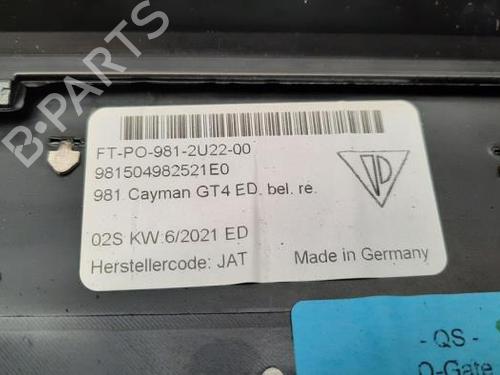 B-PARTS
FT-PO-981-2U22-00
981504982521E0
981 Cayman GT4 ED. bel. re.
02S KW:6/2021 ED
Herstellercode: JAT
Made in Germany
- QS -
Q-Gate